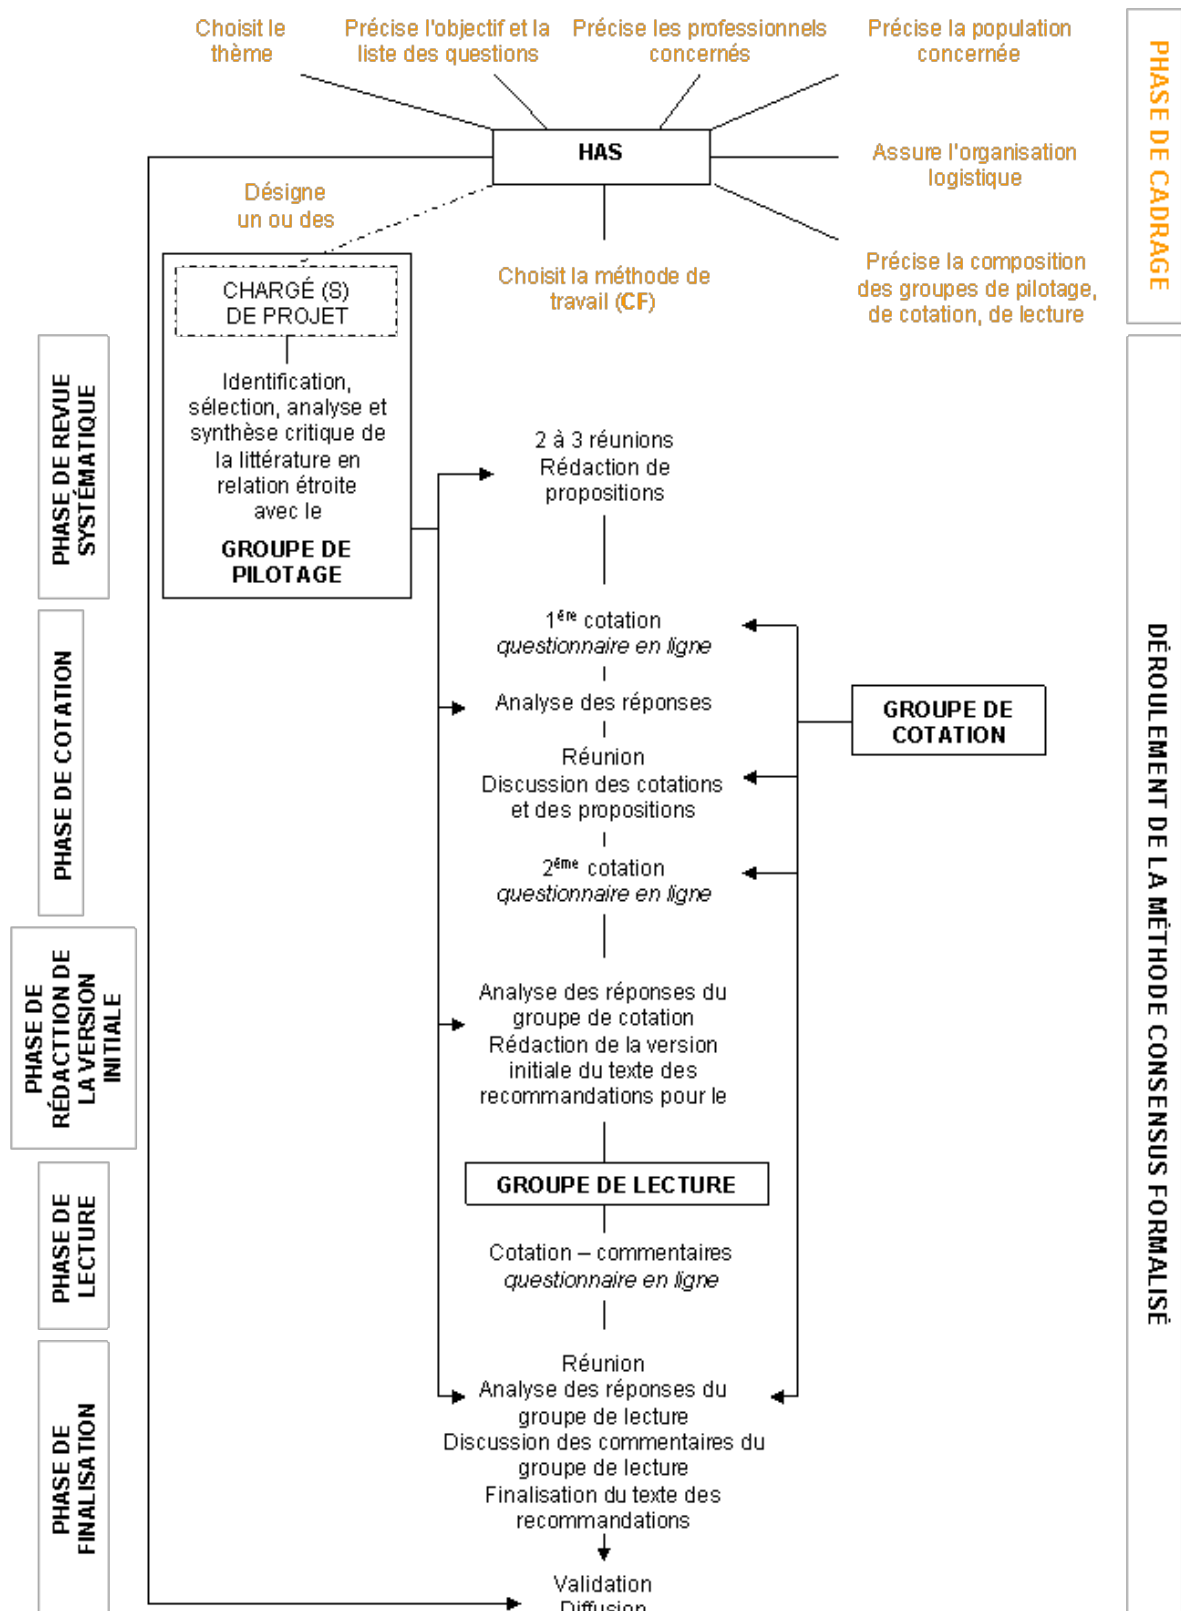 Choisit le
thème
Précise l'objectif et la
liste des questions
Précise les professionnels
concernés
Précise la population
concernée
PHASE DE CADRAGE
HAS
Assure l'organisation
logistique
Désigne
un ou des
Choisit la méthode de
travail (CF)
Précise la composition
des groupes de pilotage,
de cotation, de lecture
CHARGÉ (S)
DE PROJET
PHASE DE REVUE
SYSTÉMATIQUE
Identification,
sélection, analyse et
synthèse critique de
la littérature en
relation étroite
avec le
GROUPE DE
PILOTAGE
2 à 3 réunions
Rédaction de
propositions
DÉROULEMENT DE LA MÉTHODE CONSENSUS FORMALISÉ
PHASE DE COTATION
1ère cotation
questionnaire en ligne
Analyse des réponses
GROUPE DE
COTATION
Réunion
Discussion des cotations
et des propositions
2ème cotation
questionnaire en ligne
PHASE DE
RÉDACTTION DE
LA VERSION
INITIALE
Analyse des réponses du
groupe de cotation
Rédaction de la version
initiale du texte des
recommandations pour le
PHASE DE
LECTURE
GROUPE DE LECTURE
Cotation – commentaires
questionnaire en ligne
PHASE DE
FINALISATION
Réunion
Analyse des réponses du
groupe de lecture
Discussion des commentaires du
groupe de lecture
Finalisation du texte des
recommandations
Validation
Diffusion